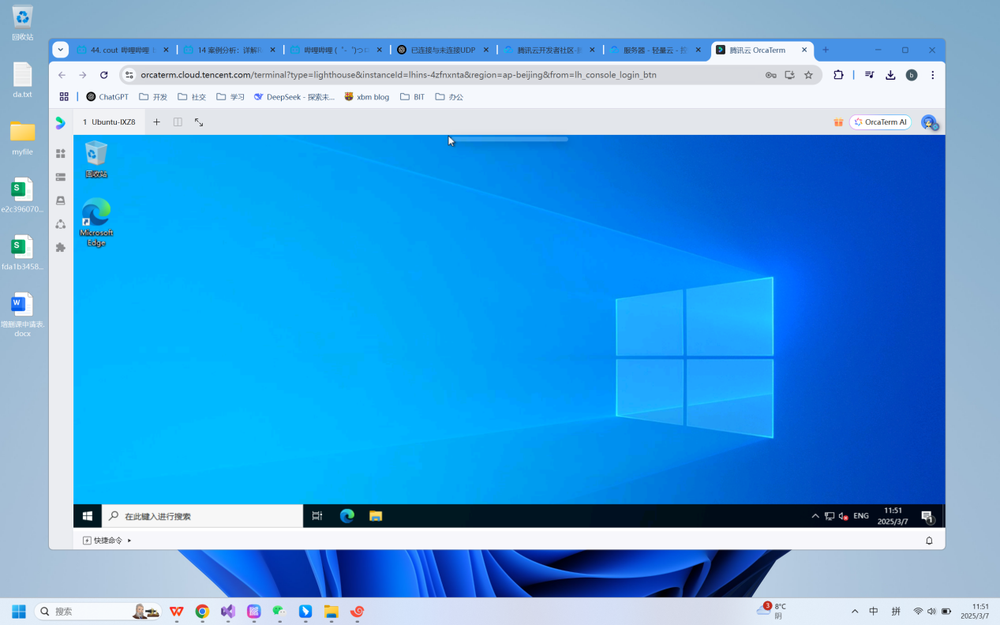 回收站
da.txt
myfile
e2c396070...
fda1b3458...
W
增删课申请表.
docx
44. cout 哔哩哔哩
14 案例分析：详解
哔哩哔哩 ( ゜- ゜)つロ
已连接与未连接UDP
腾讯云开发者社区-
服务器 - 轻量云 - 控
腾讯云 OrcaTerm
orcaterm.cloud.tencent.com/terminal?type=lighthouse&instanceId=lhins-4zfnxnta&region=ap-beijing&from=lh_console_login_btn
b
ChatGPT
开发
社交
学习
DeepSeek - 探索未...
xbm blog
BIT
办公
1 Ubuntu-IXZ8
OrcaTerm AI
回收站
Microsoft
Edge
在此键入进行搜索
ENG
11:51
2025/3/7
1
快捷命令
搜索
3
8°C
阴
中
拼
11:51
2025/3/7